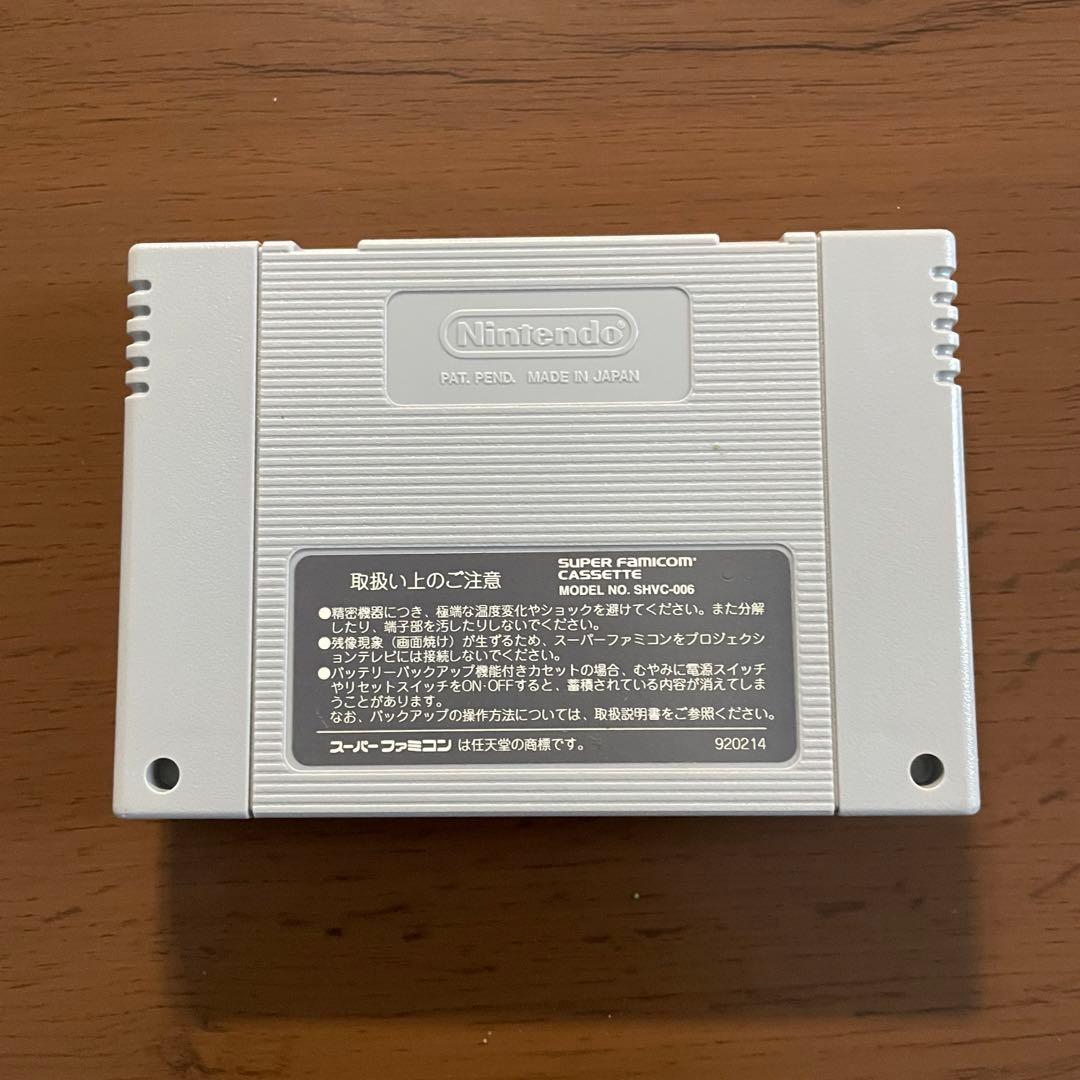 Nintendo®
PAT. PEND. MADE IN JAPAN
取扱い上のご注意
SUPER FAMICOM®
CASSETTE
MODEL NO. SHVC-006
●精密機器につき、極端な温度変化やショックを避けてください。また分解
したり、端子部を汚したりしないでください。
●残像現象（画面焼け）が生ずるため、スーパーファミコンをプロジェクシ
ョンテレビには接続しないでください。
●バッテリーバックアップ機能付きカセットの場合、むやみに電源スイッチ
やリセットスイッチをON・OFFすると、蓄積されている内容が消えてしま
うことがあります。
なお、バックアップの操作方法については、取扱説明書をご参照ください。
スーパーファミコンは任天堂の商標です。
920214